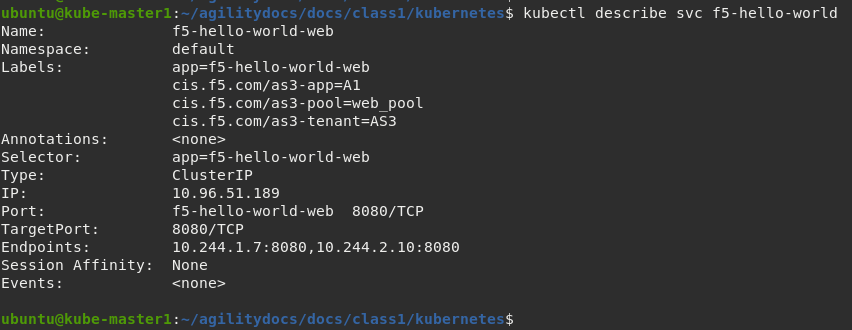 ubuntu@kube-master1:~/agilitydocs/docs/class1/kubernetes$ kubectl describe svc f5-hello-world
Name:              f5-hello-world-web
Namespace:         default
Labels:            app=f5-hello-world-web
                   cis.f5.com/as3-app=A1
                   cis.f5.com/as3-pool=web_pool
                   cis.f5.com/as3-tenant=AS3
Annotations:       <none>
Selector:          app=f5-hello-world-web
Type:              ClusterIP
IP:                10.96.51.189
Port:              f5-hello-world-web  8080/TCP
TargetPort:        8080/TCP
Endpoints:         10.244.1.7:8080,10.244.2.10:8080
Session Affinity:  None
Events:            <none>
ubuntu@kube-master1:~/agilitydocs/docs/class1/kubernetes$